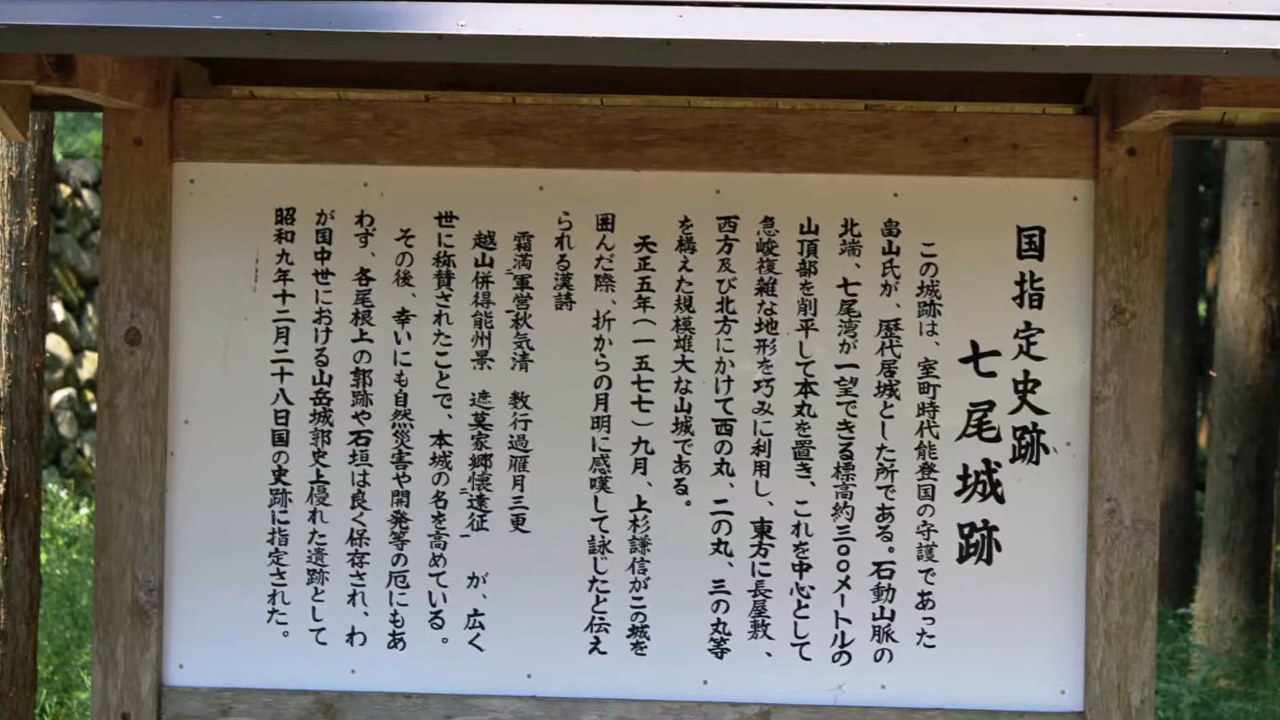 国指定史跡
七尾城跡
この城跡は、室町時代能登国の守護であった
畠山氏が、歴代居城とした所である。石動山脈の
北端、七尾湾が一望できる標高約三〇〇メートルの
山頂部を削平して本丸を置き、これを中心として
急峻複雑な地形を巧みに利用し、東方に長屋敷、
西方及び北方にかけて西の丸、二の丸、三の丸等
を構えた規模雄大な山城である。
天正五年(一五七七)九月、上杉謙信がこの城を
囲んだ際、折からの月明に感嘆して詠じたと伝え
られる漢詩
霜満二軍営一秋気清 数行過雁月三更
越山併得能州景 遮莫家郷懐二遠征一 が、広く
世に称賛されたことで、本城の名を高めている。
その後、幸いにも自然災害や開発等の厄にもあ
わず、各尾根上の郭跡や石垣は良く保存され、わ
が国中世における山岳城郭史上優れた遺跡として
昭和九年十二月二十八日国の史跡に指定された。